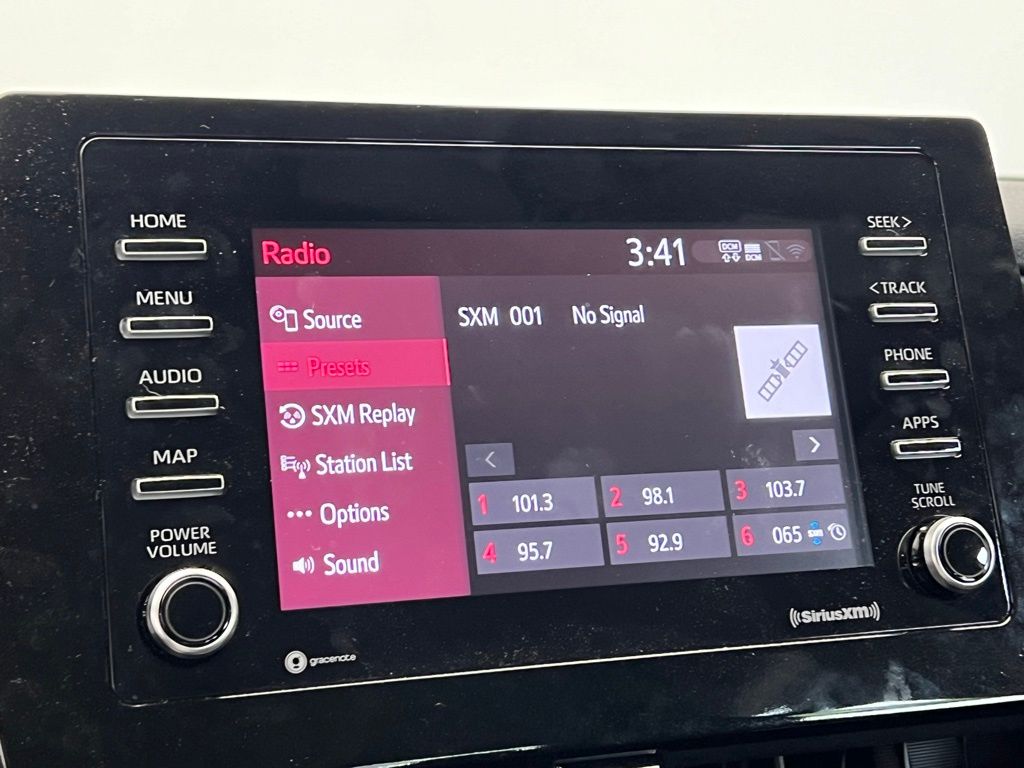 HOME
MENU
AUDIO
MAP
POWER
VOLUME
Radio
3:41
DCM
DCM
Source
Presets
SXM Replay
Station List
Options
Sound
SXM 001 No Signal
<
>
1 101.3
2 98.1
3 103.7
4 95.7
5 92.9
6 065 SXM
SEEK >
< TRACK
PHONE
APPS
TUNE
SCROLL
gracenote
((SiriusXM))